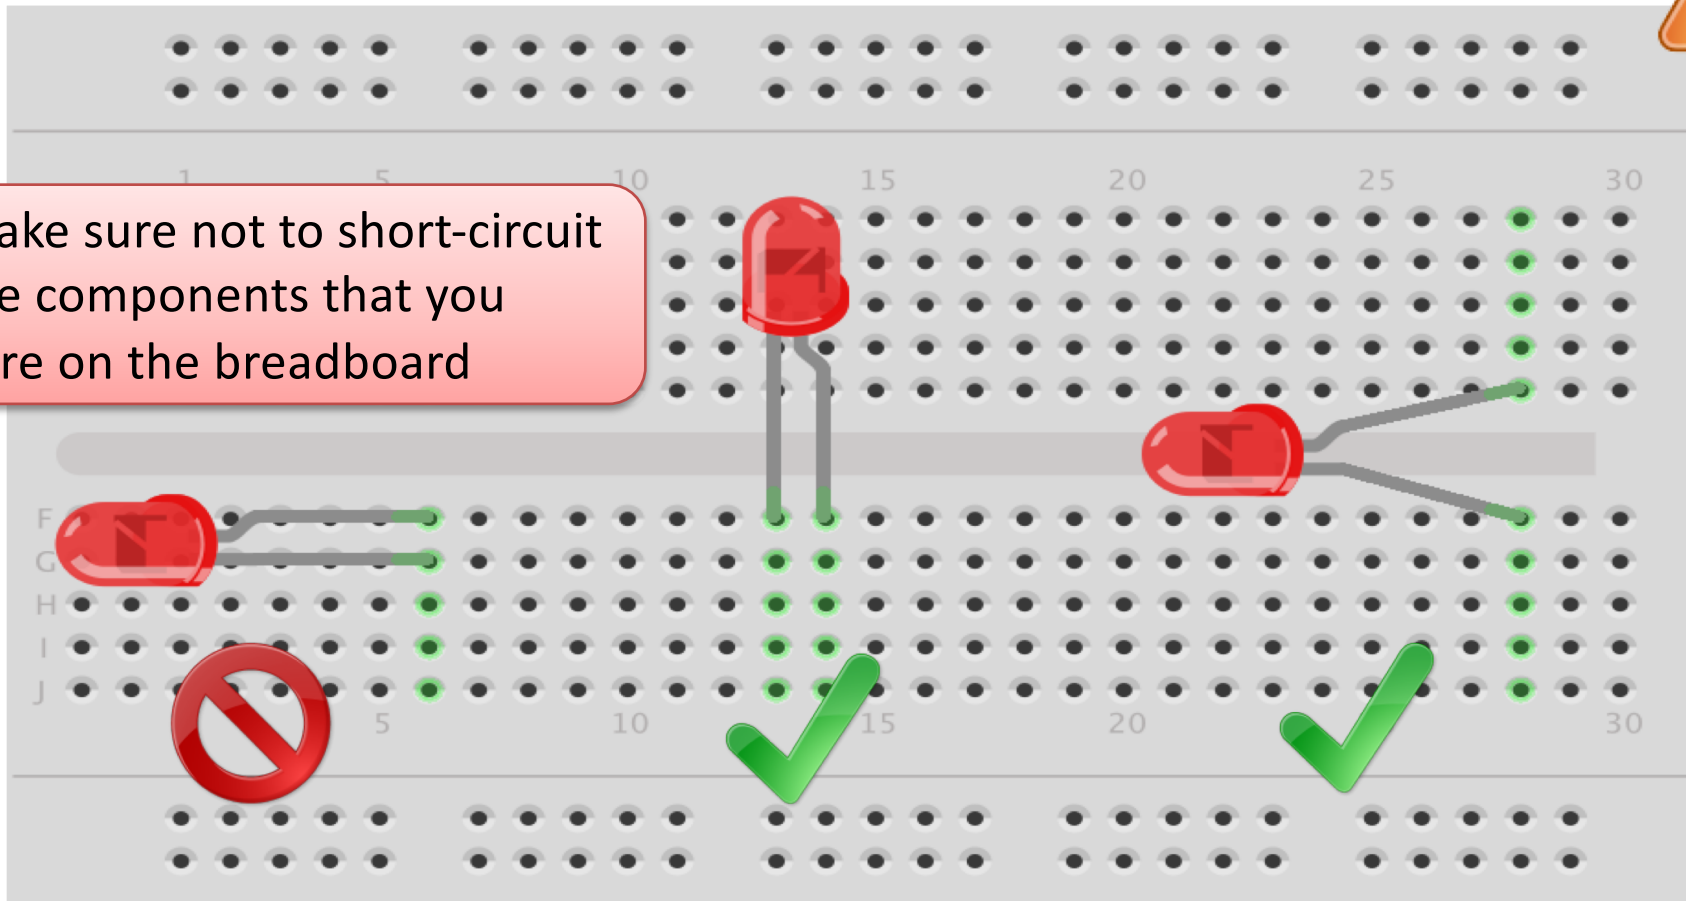 1 5 10 15 20 25 30
ake sure not to short-circuit
e components that you
re on the breadboard
F
G
H
I
J
5 10 15 20 30